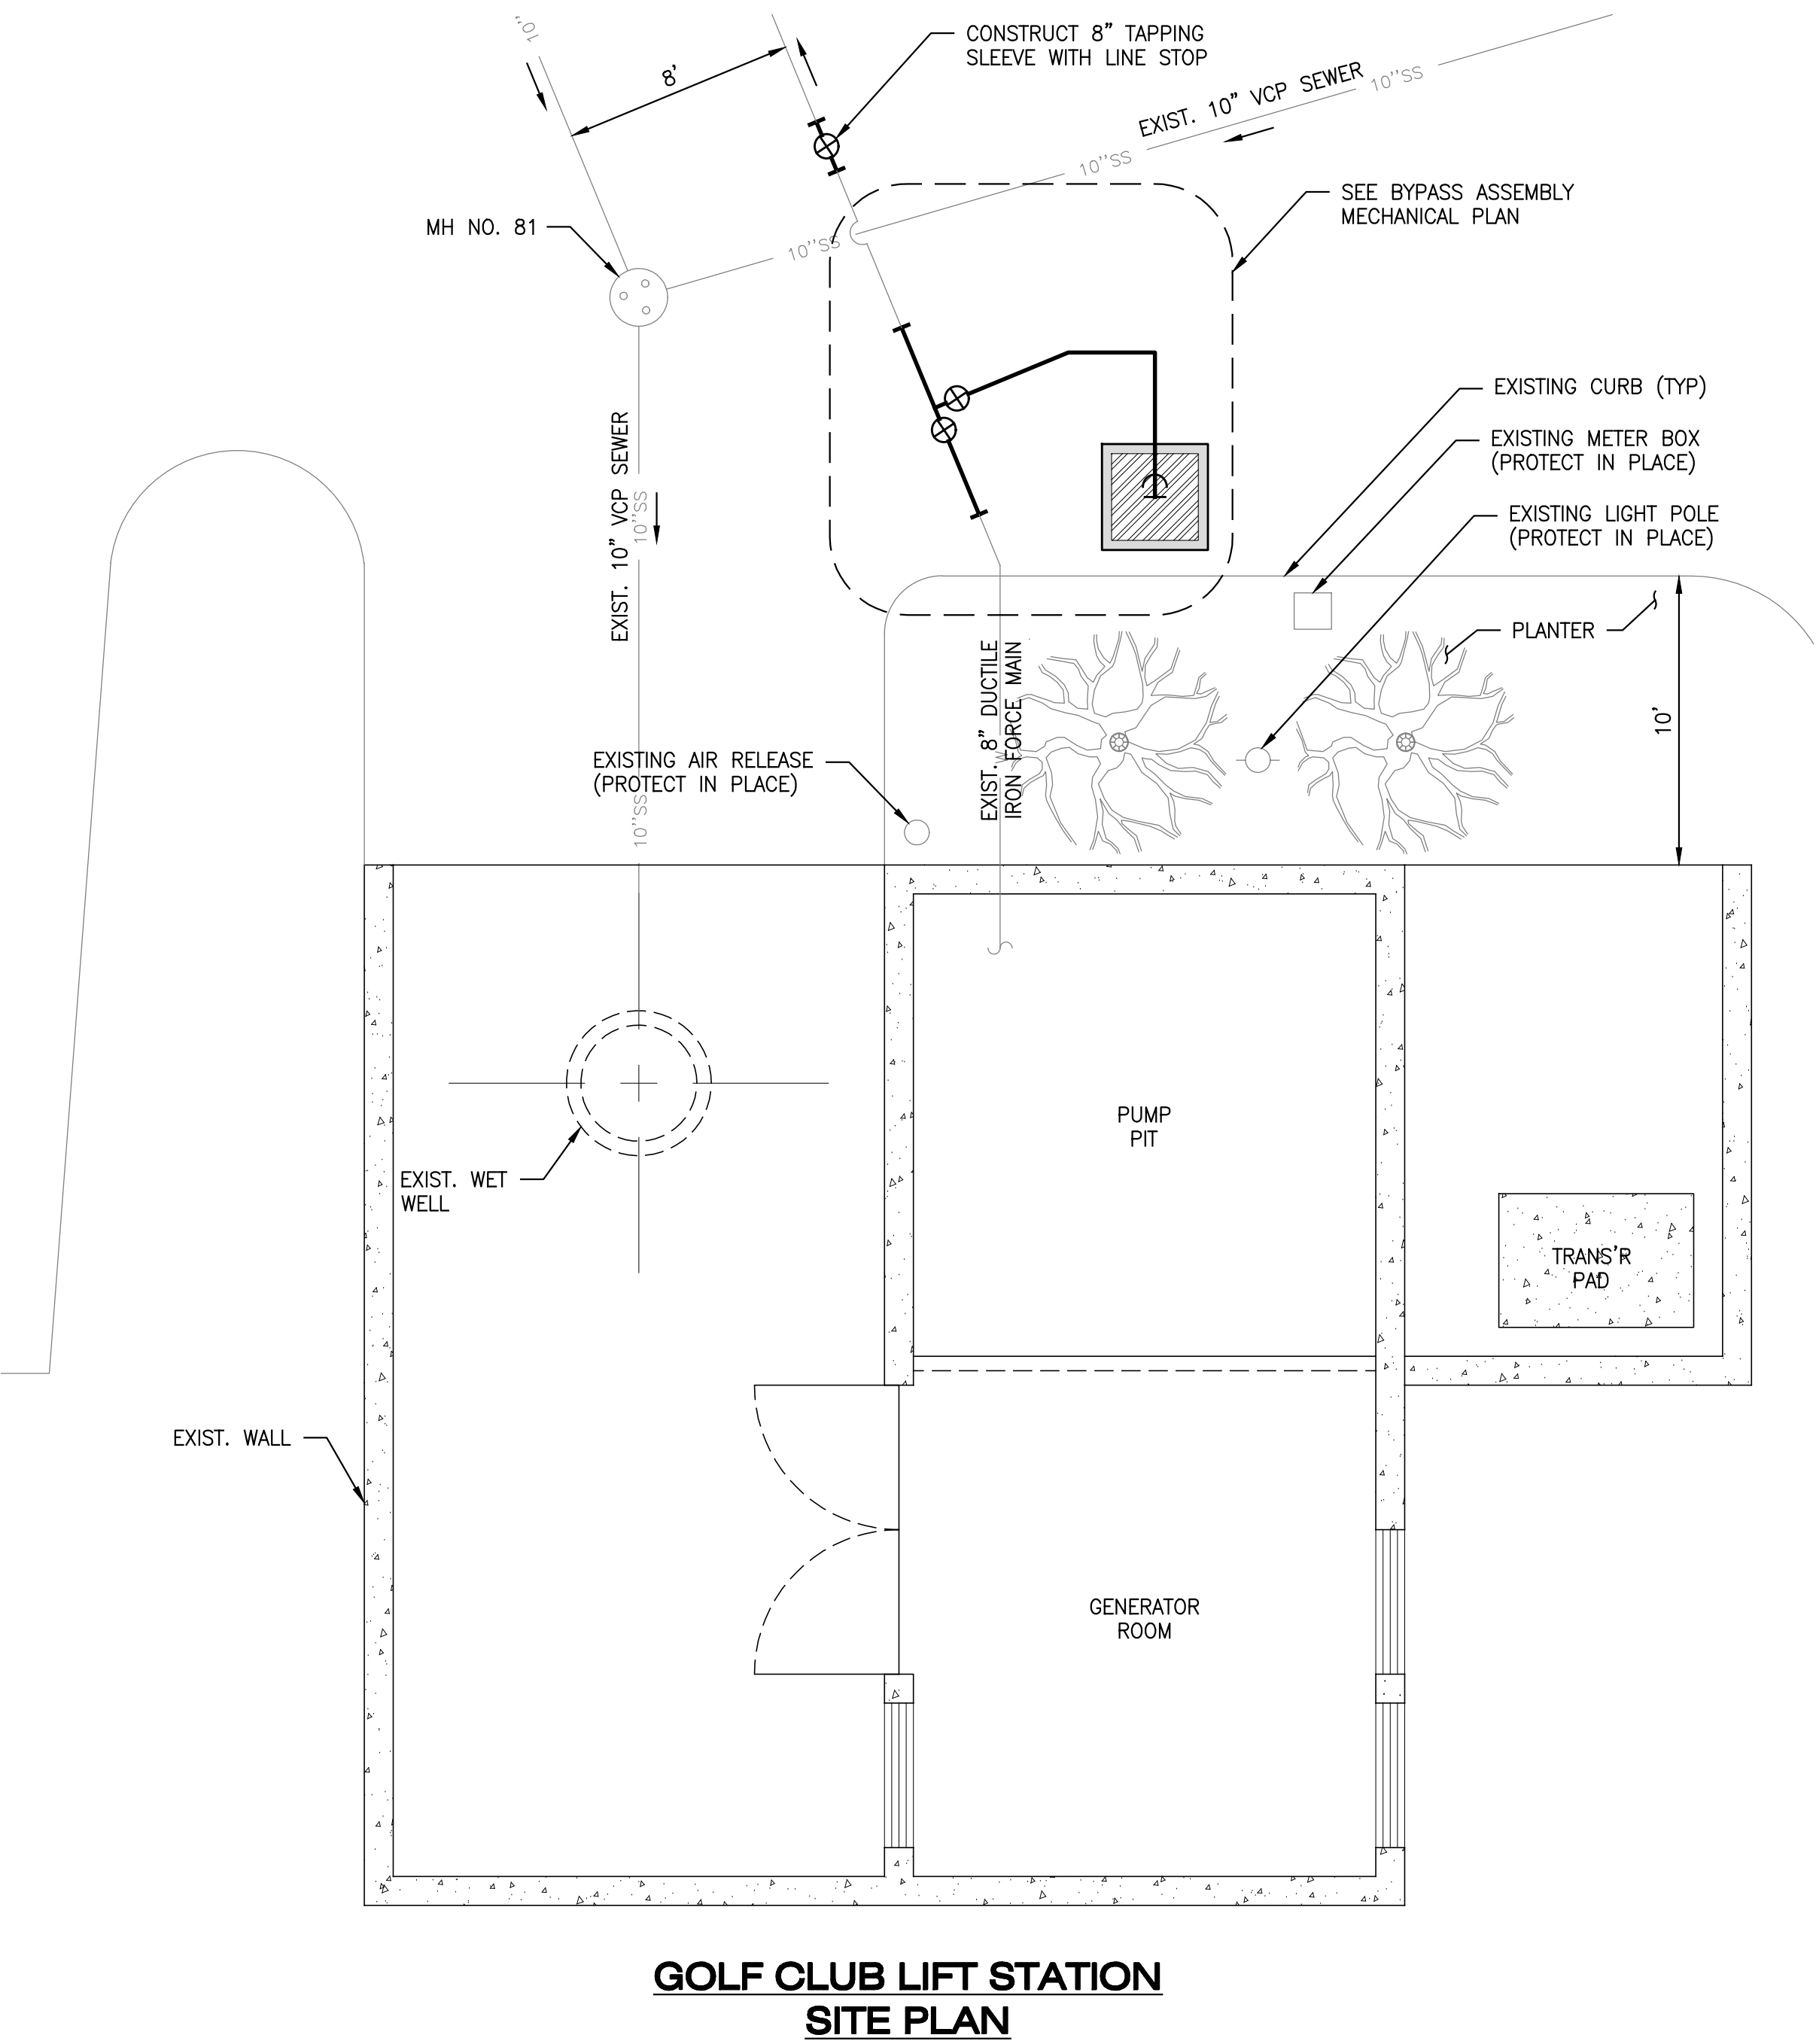 10"
8'
CONSTRUCT 8" TAPPING
SLEEVE WITH LINE STOP
EXIST. 10" VCP SEWER
10"SS
10"SS
SEE BYPASS ASSEMBLY
MECHANICAL PLAN
MH NO. 81
10"SS
EXISTING CURB (TYP)
EXISTING METER BOX
(PROTECT IN PLACE)
EXIST. 10" VCP SEWER
10"SS
EXISTING LIGHT POLE
(PROTECT IN PLACE)
PLANTER
10'
EXIST. 8" DUCTILE
IRON FORCE MAIN
EXISTING AIR RELEASE
(PROTECT IN PLACE)
10"SS
PUMP
PIT
EXIST. WET
WELL
TRANS'R
PAD
EXIST. WALL
GENERATOR
ROOM
GOLF CLUB LIFT STATION
SITE PLAN